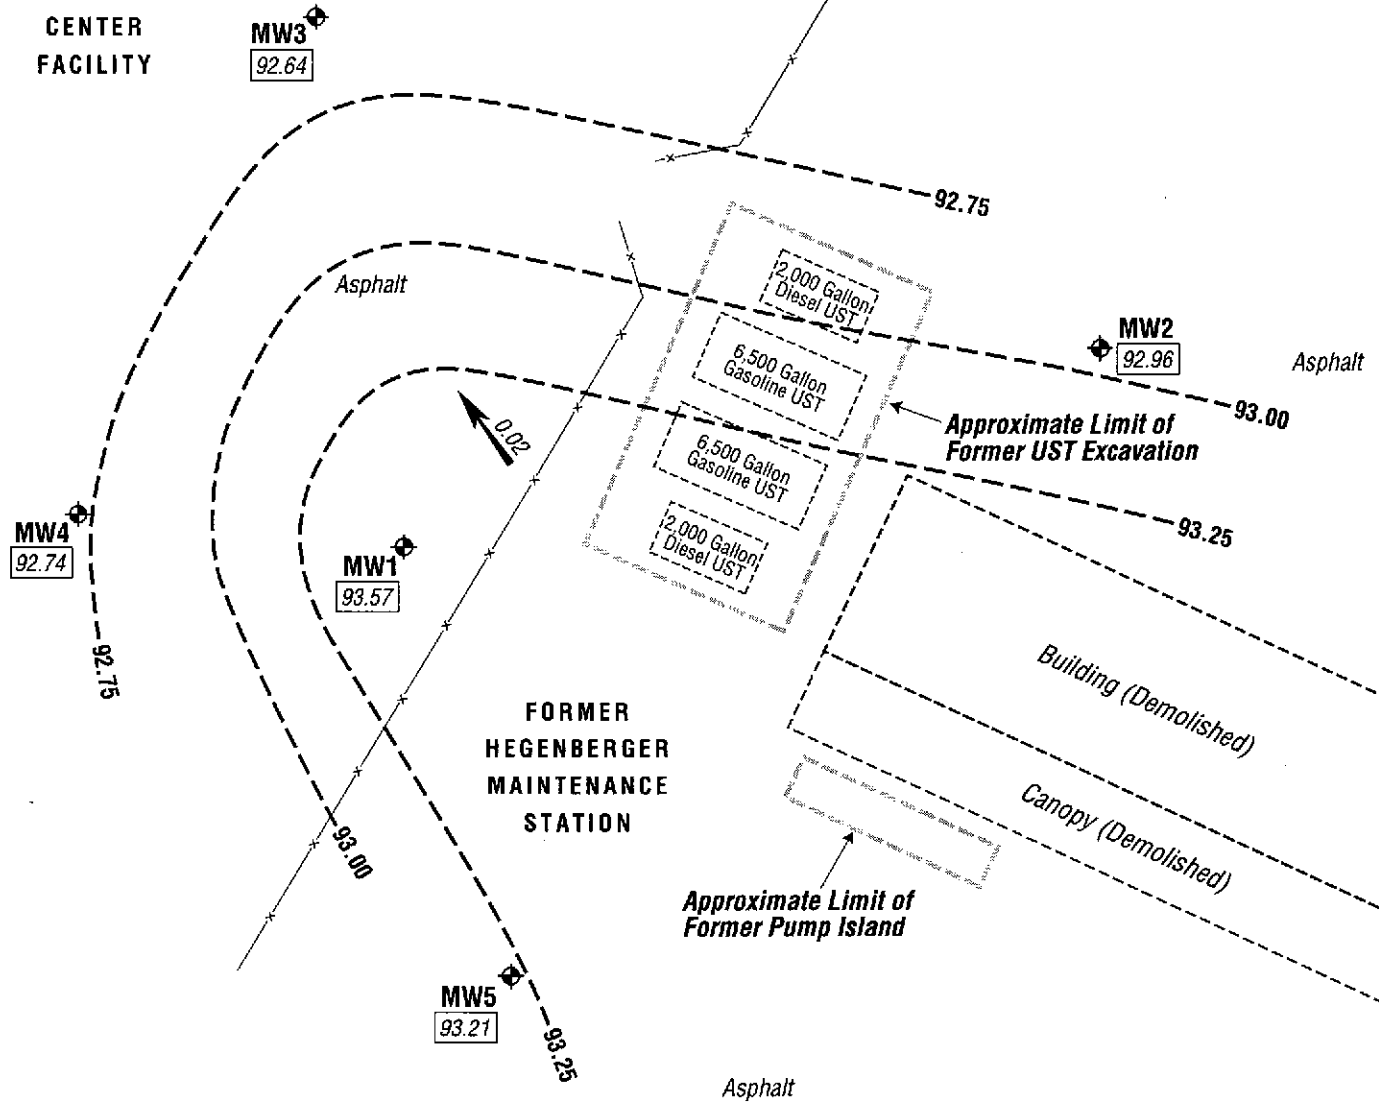 CENTER
FACILITY
MW3
92.64
92.75
Asphalt
2,000 Gallon
Diesel UST
MW2
92.96
Asphalt
6,500 Gallon
Gasoline UST
93.00
0.02
Approximate Limit of
Former UST Excavation
6,500 Gallon
Gasoline UST
93.25
MW4
92.74
MW1
93.57
2,000 Gallon
Diesel UST
92.75
Building (Demolished)
FORMER
HEGENBERGER
MAINTENANCE
STATION
Canopy (Demolished)
93.00
Approximate Limit of
Former Pump Island
MW5
93.21
93.25
Asphalt